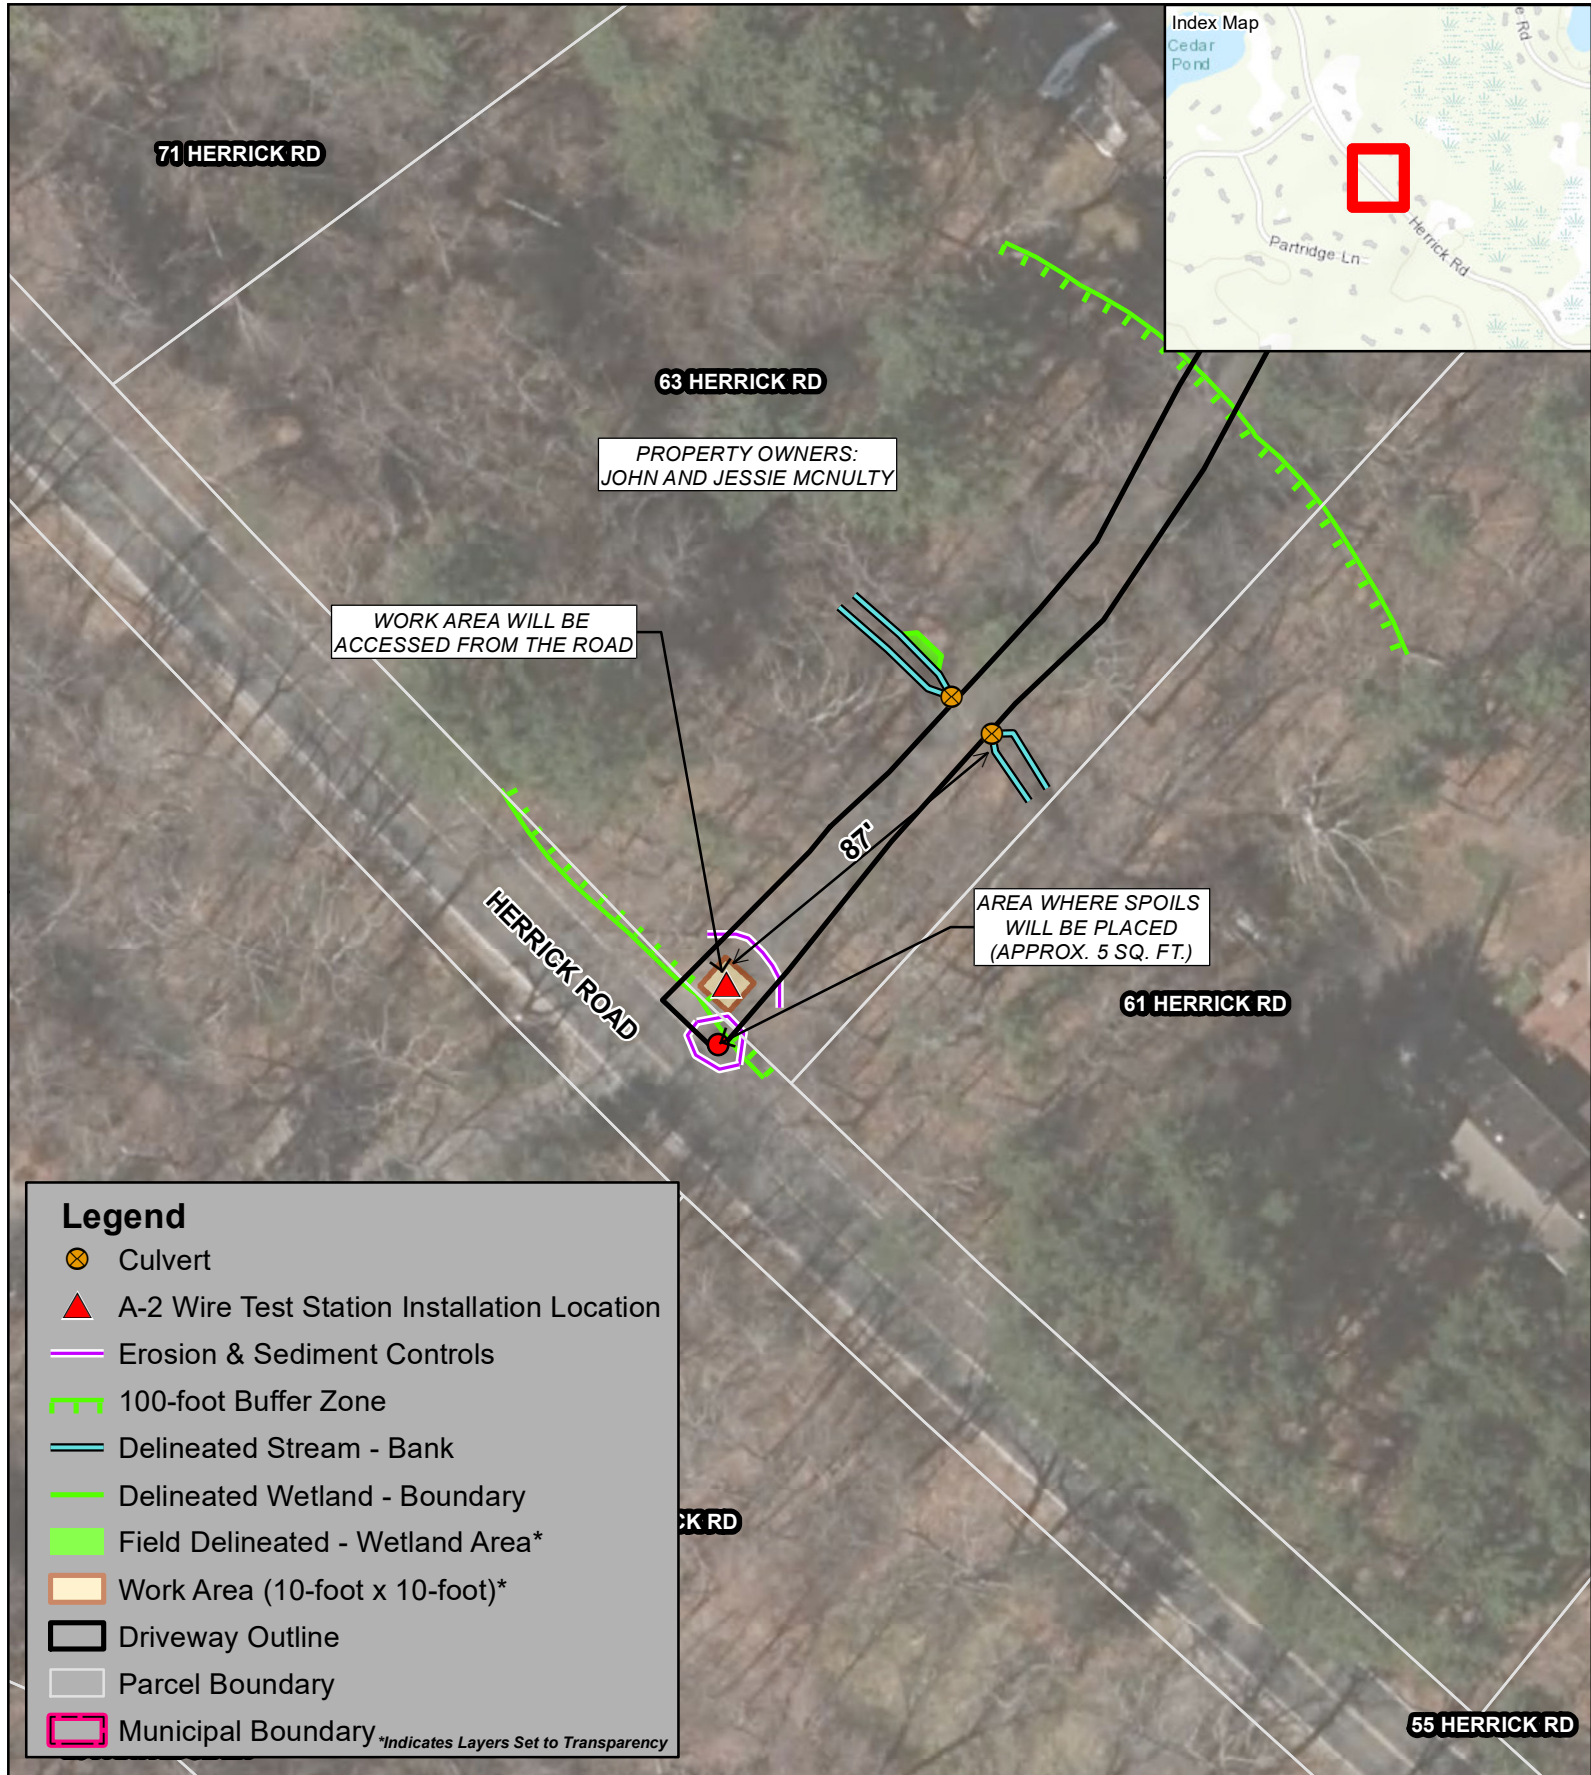 Index Map
Cedar
Pond
e Rd
Partridge Ln
Herrick Rd
71 HERRICK RD
63 HERRICK RD
PROPERTY OWNERS:
JOHN AND JESSIE MCNULTY
WORK AREA WILL BE
ACCESSED FROM THE ROAD
87'
HERRICK ROAD
AREA WHERE SPOILS
WILL BE PLACED
(APPROX. 5 SQ. FT.)
61 HERRICK RD
Legend
Culvert
A-2 Wire Test Station Installation Location
Erosion & Sediment Controls
100-foot Buffer Zone
Delineated Stream - Bank
Delineated Wetland - Boundary
Field Delineated - Wetland Area*
Work Area (10-foot x 10-foot)*
Driveway Outline
Parcel Boundary
Municipal Boundary
*Indicates Layers Set to Transparency
CK RD
55 HERRICK RD